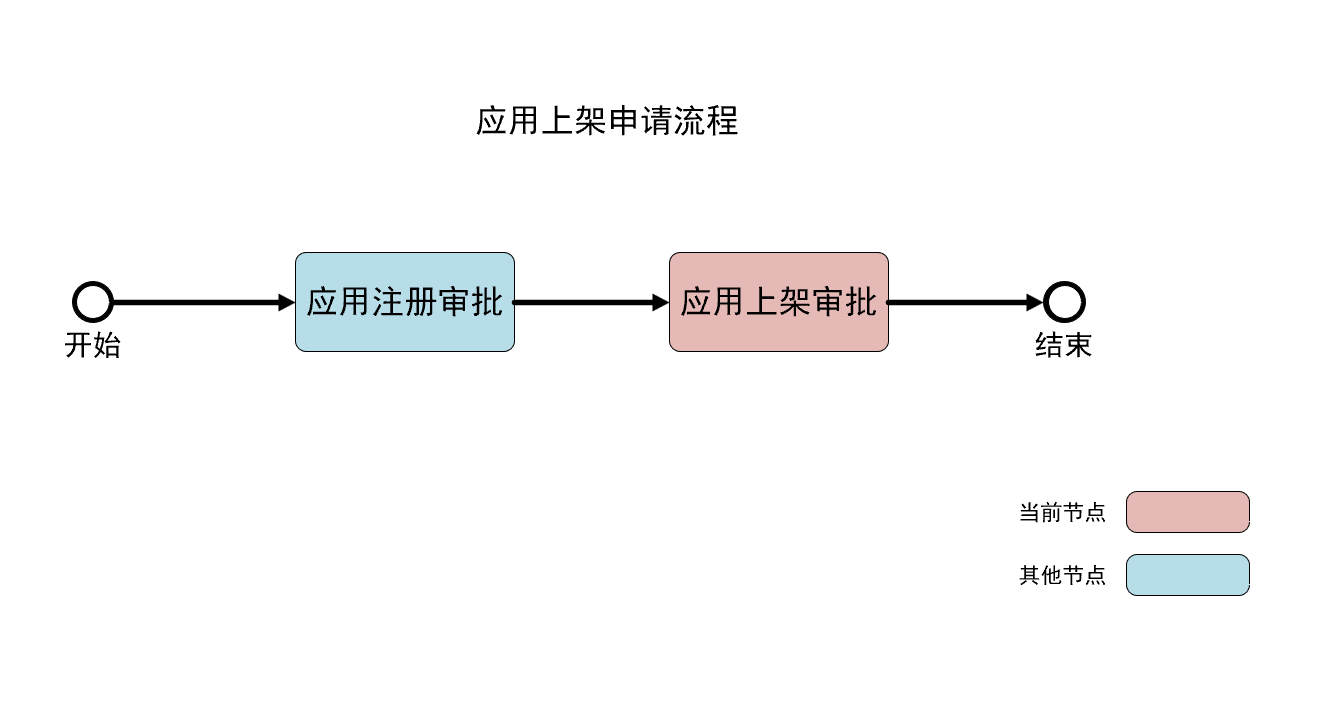 应用上架申请流程
应用注册审批
应用上架审批
开始
结束
当前节点
其他节点